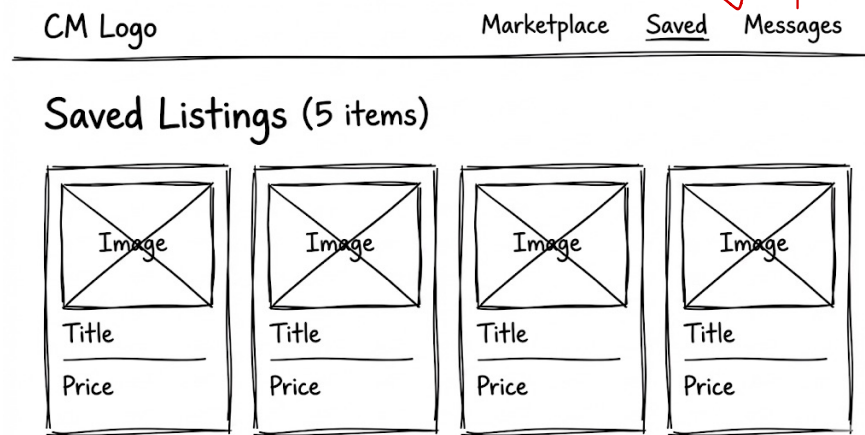 CM Logo Marketplace Saved Messages
Saved Listings (5 items)
Image Image Image Image
Title Title Title Title
Price Price Price Price